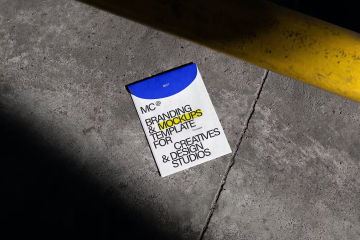 MC®
BRANDING
& MOCKUPS
TEMPLATE
FOR
CREATIVES
& DESIGN
STUDIOS